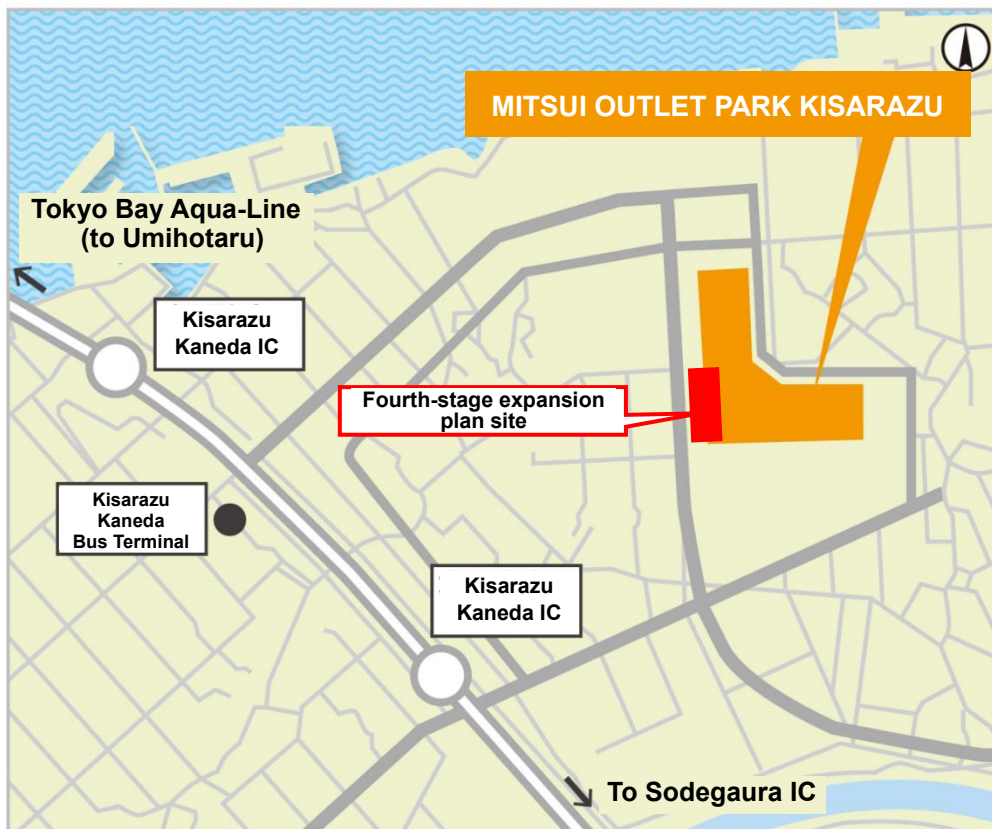 MITSUI OUTLET PARK KISARAZU
Tokyo Bay Aqua-Line
(to Umihotaru)
Kisarazu
Kaneda IC
Fourth-stage expansion
plan site
Kisarazu
Kaneda
Bus Terminal
Kisarazu
Kaneda IC
To Sodegaura IC